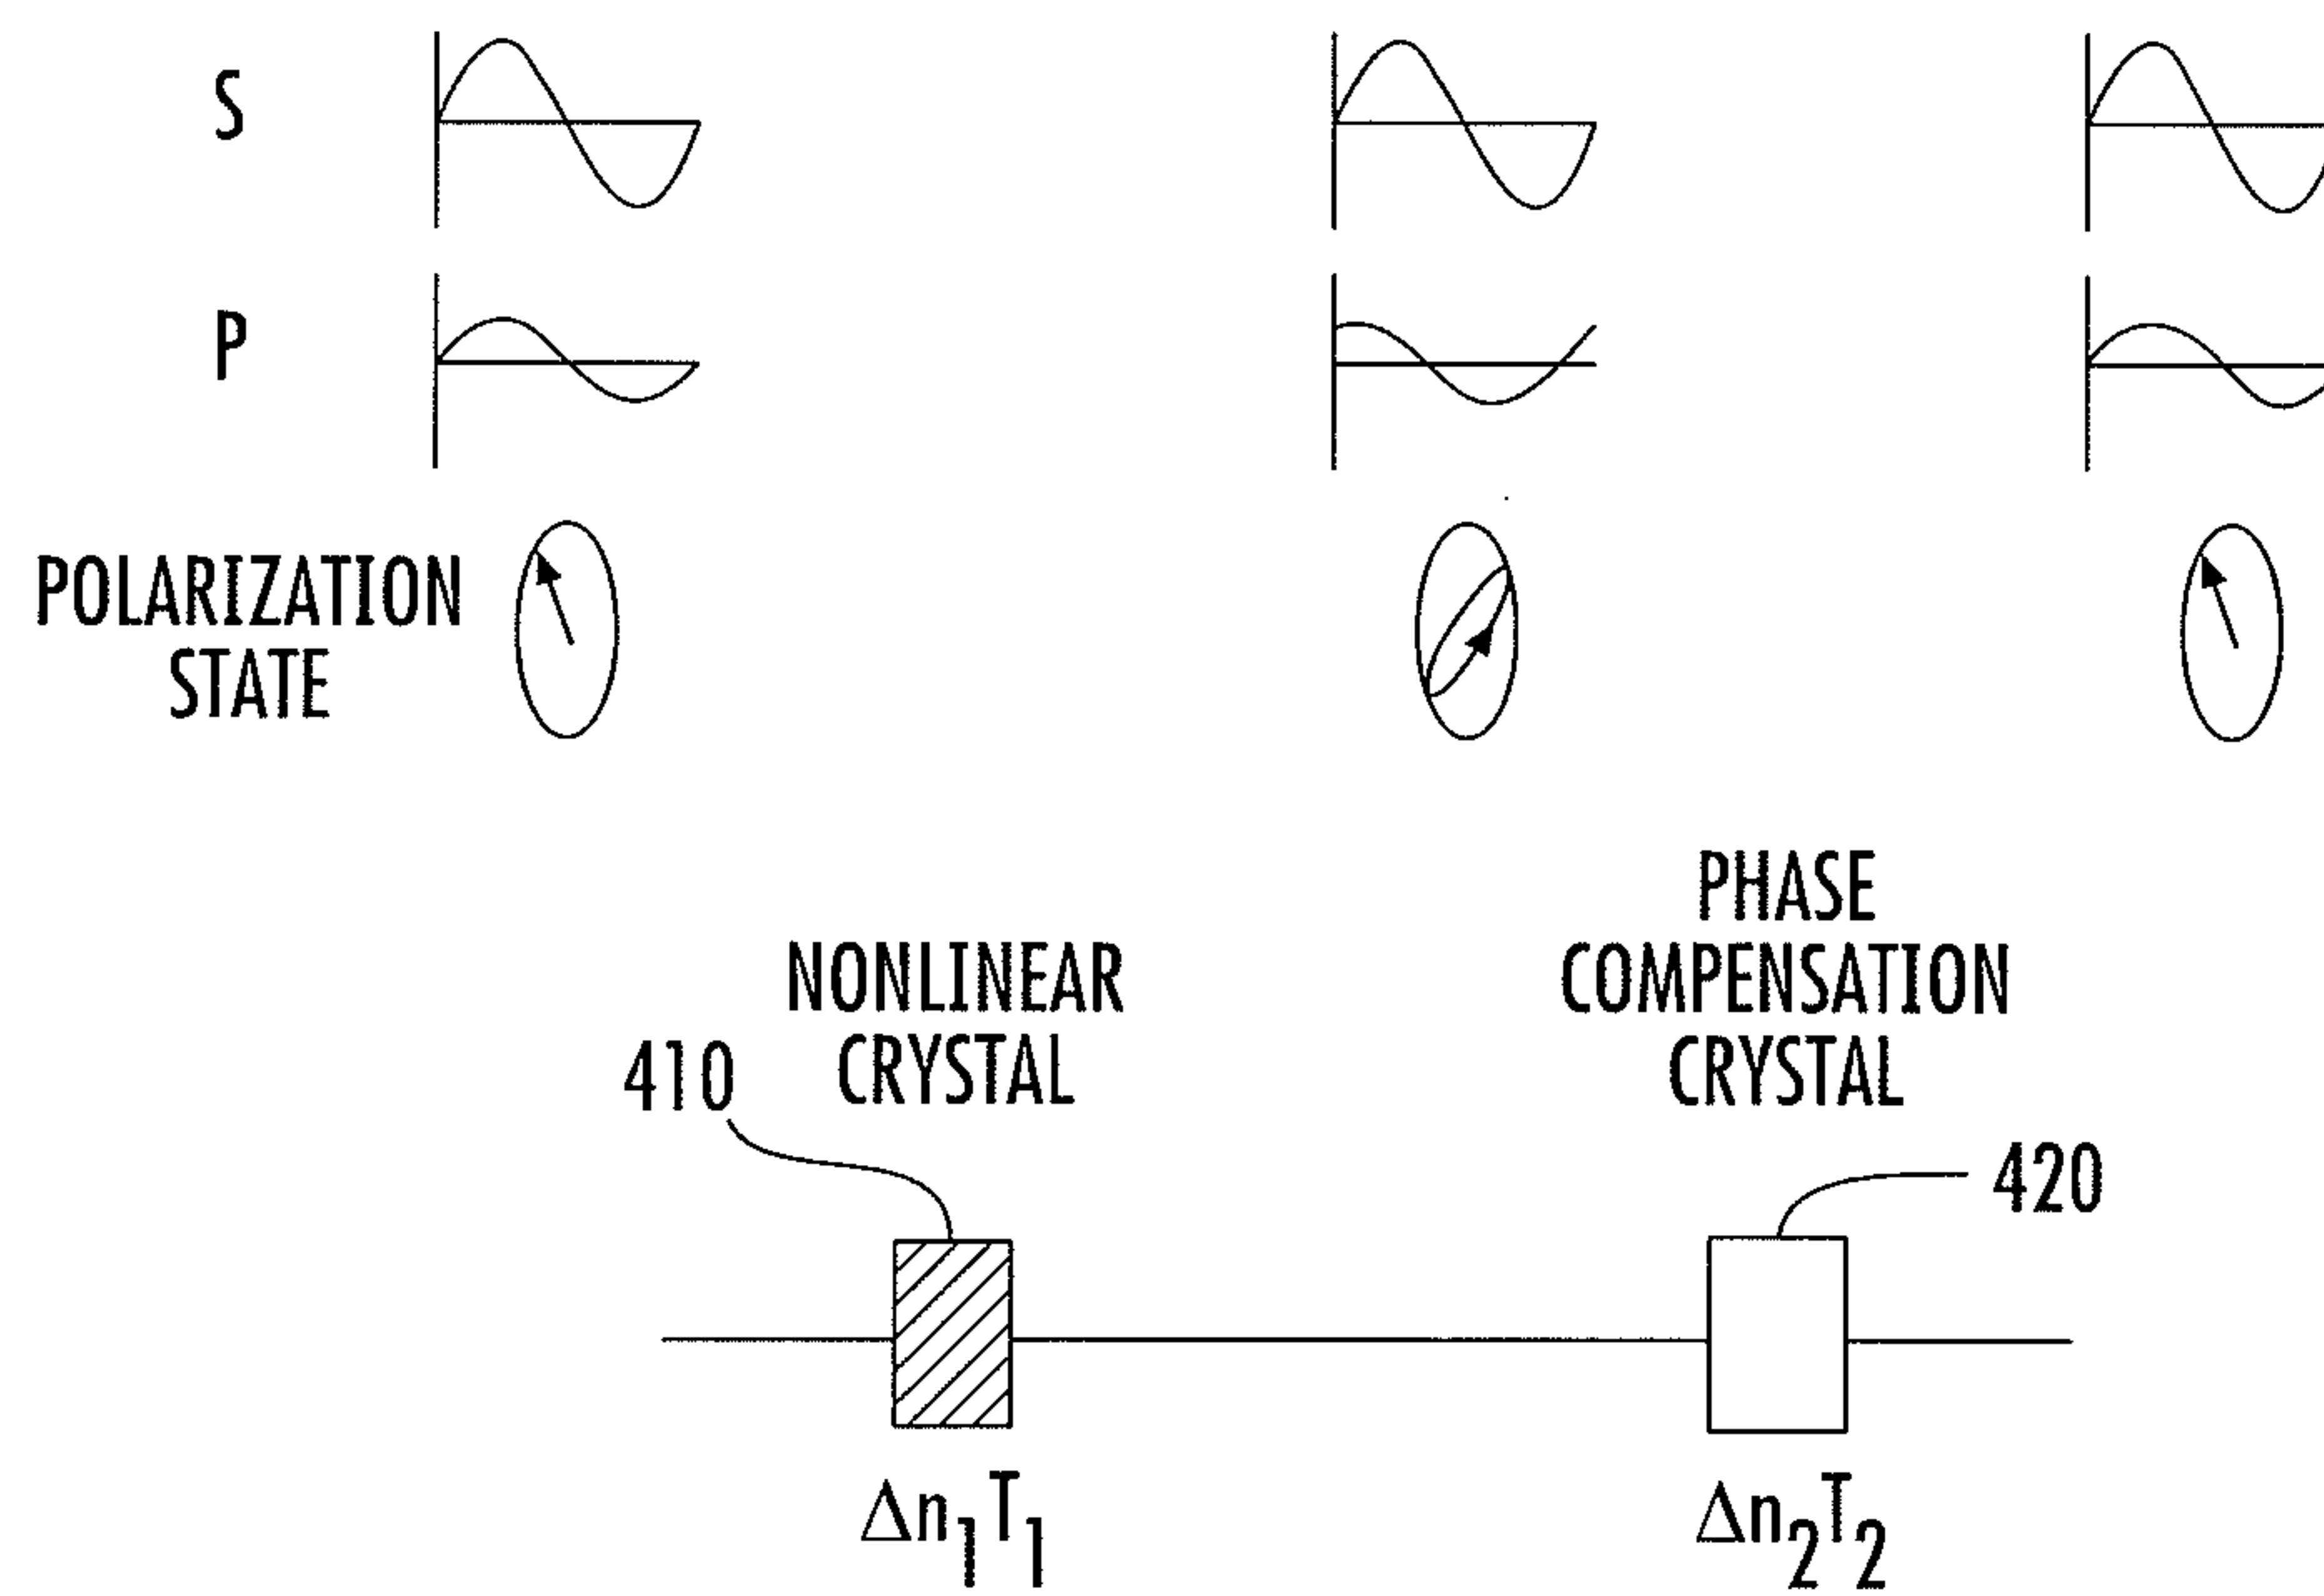 S
P
POLARIZATION
STATE
PHASE
COMPENSATION
CRYSTAL
NONLINEAR
CRYSTAL
410
420
Δn₁T₁
Δn₂T₂